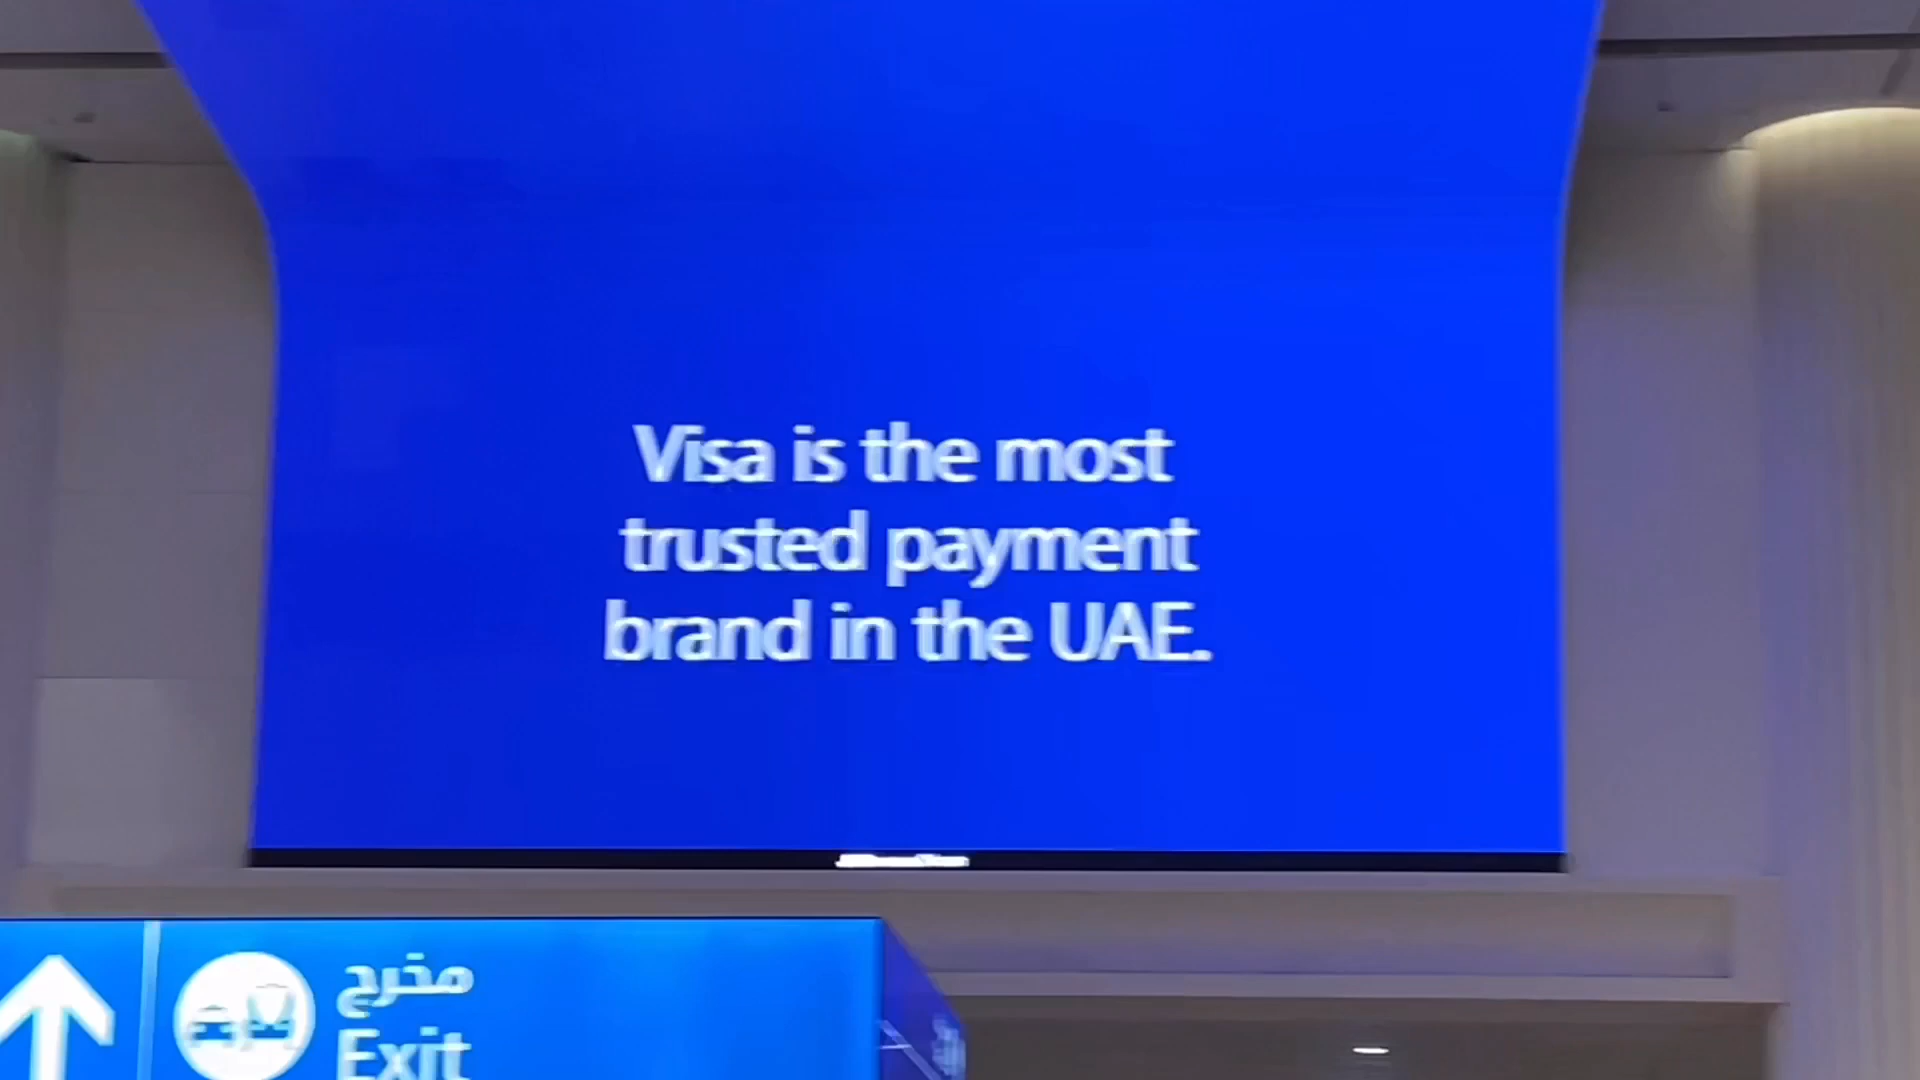 Visa is the most
trusted payment
brand in the UAE.
مخرج
Exit